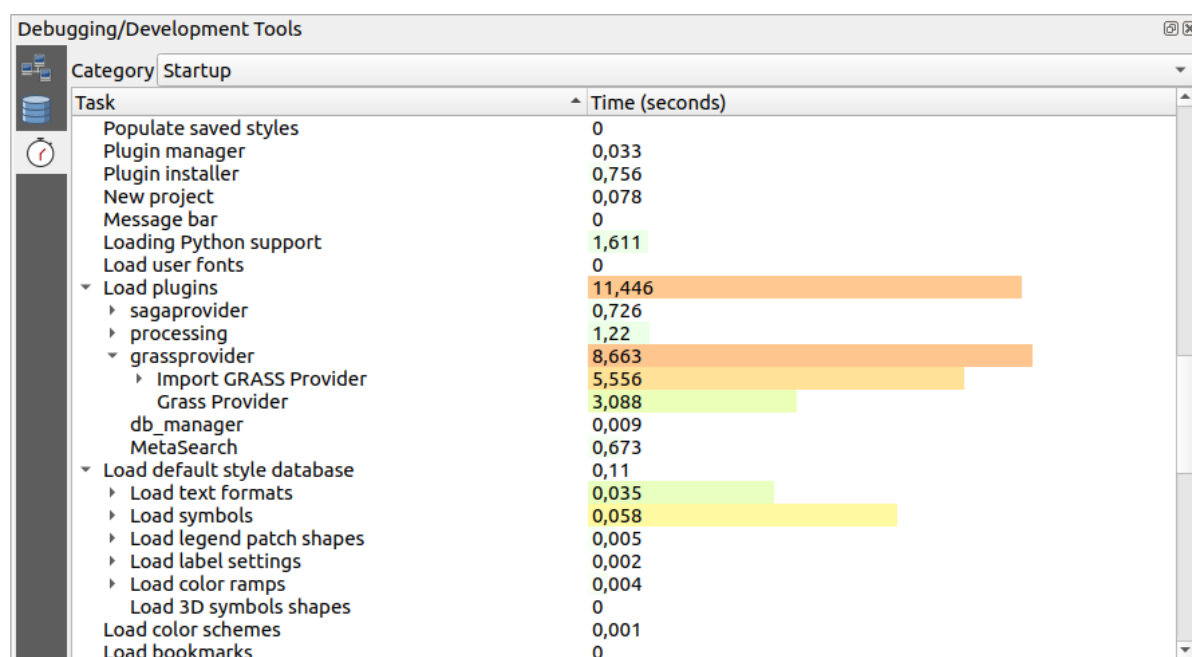 Debugging/Development Tools
Category Startup
Task Time (seconds)
Populate saved styles 0
Plugin manager 0,033
Plugin installer 0,756
New project 0,078
Message bar 0
Loading Python support 1,611
Load user fonts 0
Load plugins 11,446
sagaprovider 0,726
processing 1,22
grassprovider 8,663
Import GRASS Provider 5,556
Grass Provider 3,088
db_manager 0,009
MetaSearch 0,673
Load default style database 0,11
Load text formats 0,035
Load symbols 0,058
Load legend patch shapes 0,005
Load label settings 0,002
Load color ramps 0,004
Load 3D symbols shapes 0
Load color schemes 0,001
Load bookmarks 0